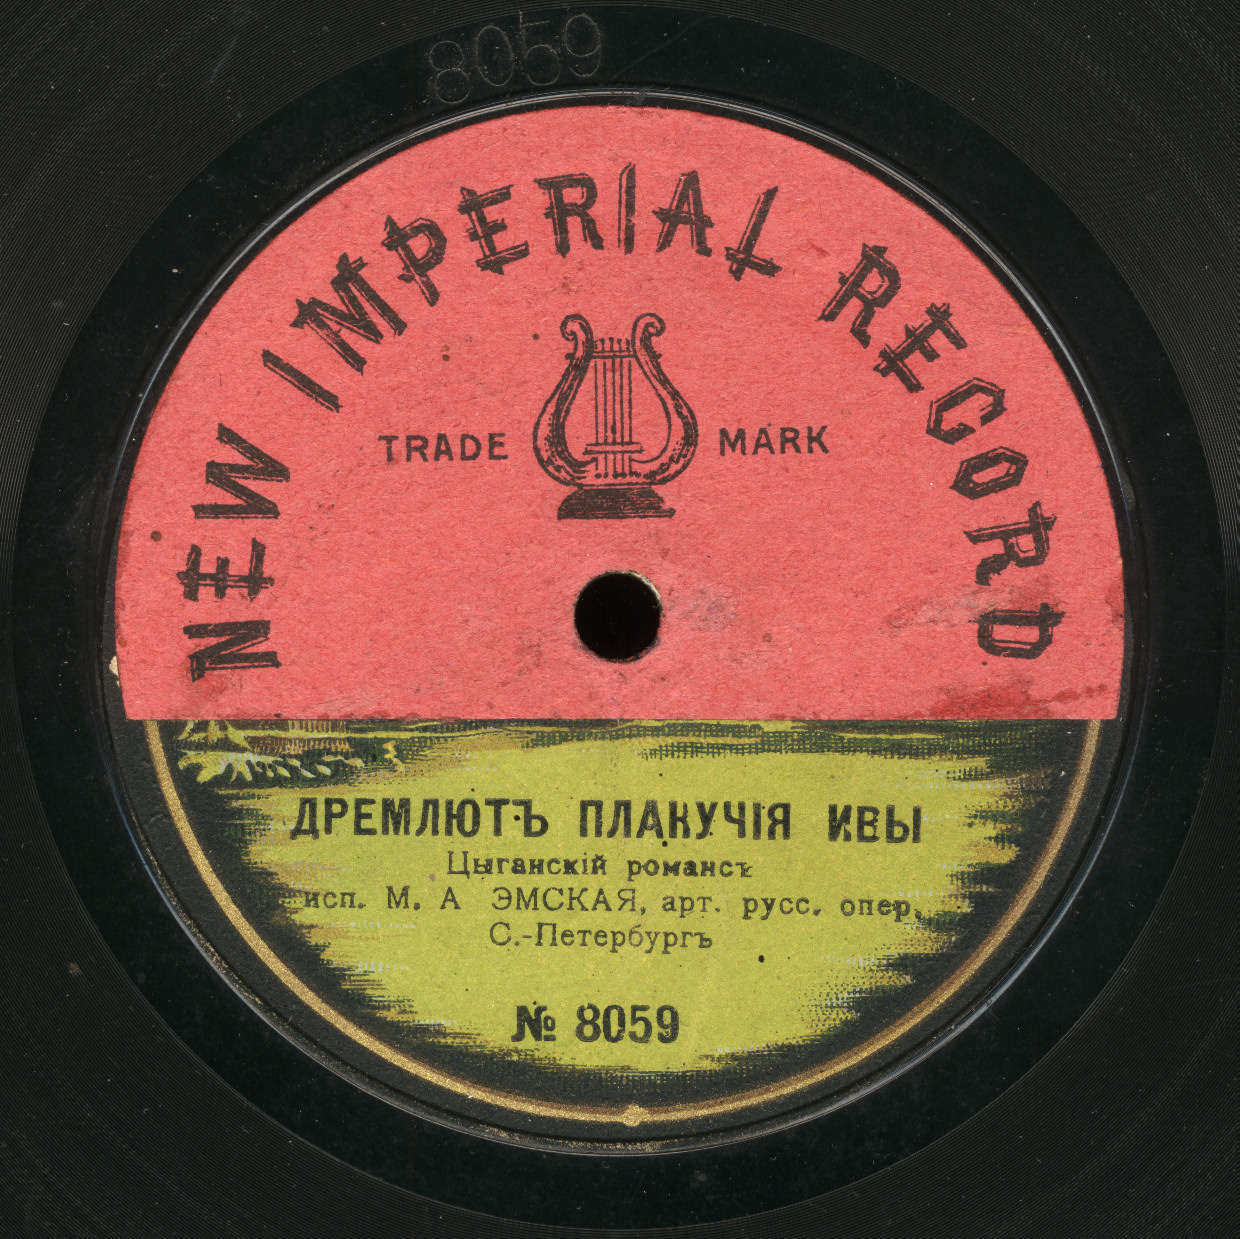 8059
NEW IMPERIAL RECORD
TRADE MARK
ДРЕМЛЮТЪ ПЛАКУЧІЯ ИВЫ
Цыганскій романсъ
исп. М. А ЭМСКАЯ, арт. русс. опер.
С.-Петербургъ
№ 8059